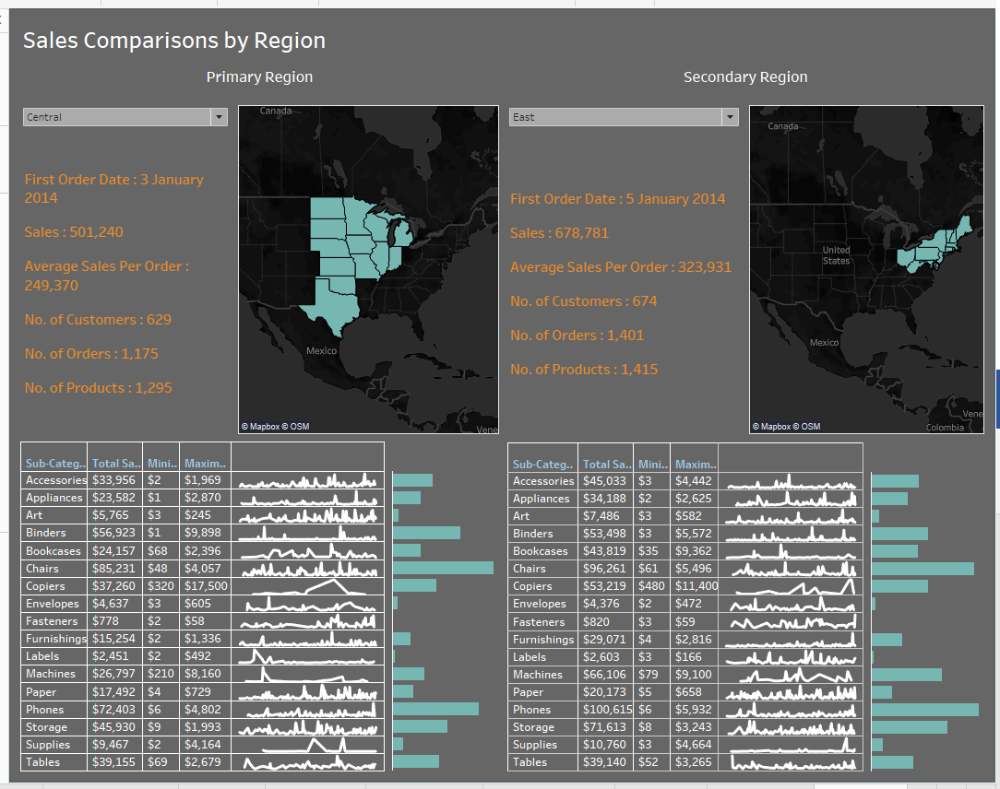 Sales Comparisons by Region
Primary Region
Central
First Order Date : 3 January
2014
Sales : 501,240
Average Sales Per Order :
249,370
No. of Customers : 629
No. of Orders : 1,175
No. of Products : 1,295
Canada
Mexico
Vene
© Mapbox © OSM
Secondary Region
East
First Order Date : 5 January 2014
Sales : 678,781
Average Sales Per Order : 323,931
No. of Customers : 674
No. of Orders : 1,401
No. of Products : 1,415
Canada
United
States
Mexico
Vene
Colombia
© Mapbox © OSM
Sub-Categ.. Total Sa.. Mini.. Maxim..
Accessories $33,956 $2 $1,969
Appliances $23,582 $1 $2,870
Art $5,765 $3 $245
Binders $56,923 $1 $9,898
Bookcases $24,157 $68 $2,396
Chairs $85,231 $48 $4,057
Copiers $37,260 $320 $17,500
Envelopes $4,637 $3 $605
Fasteners $778 $2 $58
Furnishings $15,254 $2 $1,336
Labels $2,451 $2 $492
Machines $26,797 $210 $8,160
Paper $17,492 $4 $729
Phones $72,403 $6 $4,802
Storage $45,930 $9 $1,993
Supplies $9,467 $2 $4,164
Tables $39,155 $69 $2,679
Sub-Categ.. Total Sa.. Mini.. Maxim..
Accessories $45,033 $3 $4,442
Appliances $34,188 $2 $2,625
Art $7,486 $3 $582
Binders $53,498 $3 $5,572
Bookcases $43,819 $35 $9,362
Chairs $96,261 $61 $5,496
Copiers $53,219 $480 $11,400
Envelopes $4,376 $2 $472
Fasteners $820 $3 $59
Furnishings $29,071 $4 $2,816
Labels $2,603 $3 $166
Machines $66,106 $79 $9,100
Paper $20,173 $5 $658
Phones $100,615 $6 $5,932
Storage $71,613 $8 $3,243
Supplies $10,760 $3 $4,664
Tables $39,140 $52 $3,265